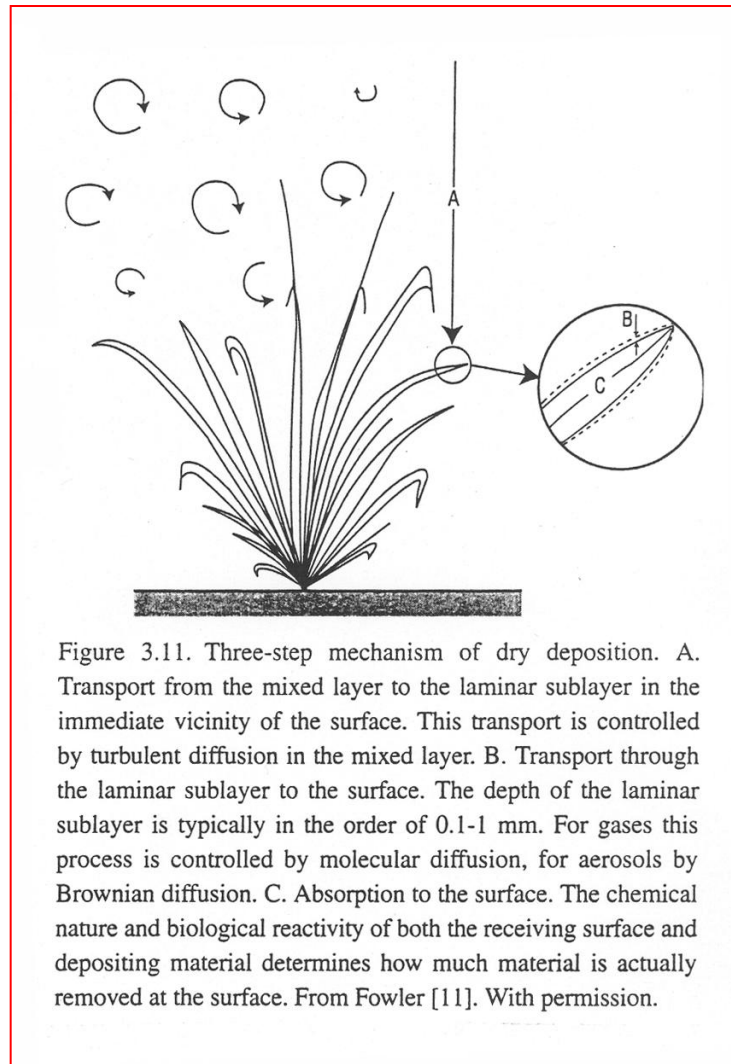 A
B
C
Figure 3.11. Three-step mechanism of dry deposition. A.
Transport from the mixed layer to the laminar sublayer in the
immediate vicinity of the surface. This transport is controlled
by turbulent diffusion in the mixed layer. B. Transport through
the laminar sublayer to the surface. The depth of the laminar
sublayer is typically in the order of 0.1-1 mm. For gases this
process is controlled by molecular diffusion, for aerosols by
Brownian diffusion. C. Absorption to the surface. The chemical
nature and biological reactivity of both the receiving surface and
depositing material determines how much material is actually
removed at the surface. From Fowler [11]. With permission.